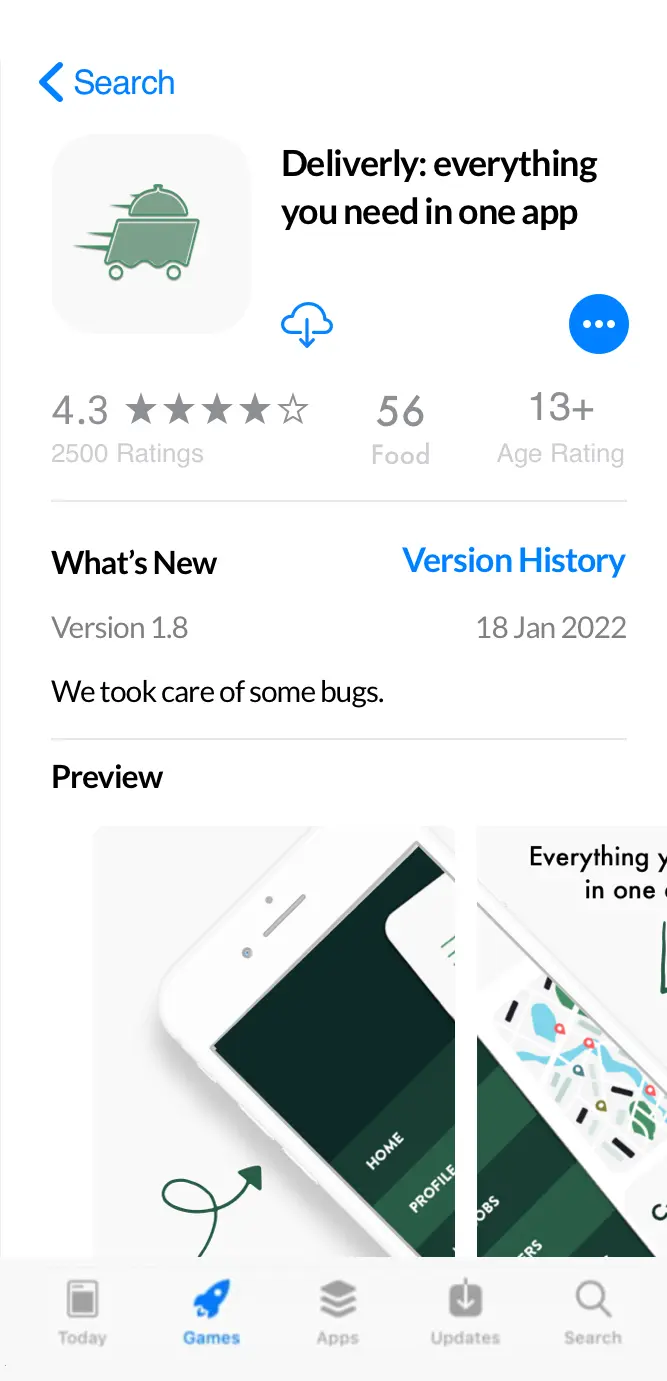 Search
Deliverly: everything
you need in one app
4.3
56
13+
2500 Ratings
Food
Age Rating
What's New
Version History
Version 1.8
18 Jan 2022
We took care of some bugs.
Preview
HOME
PROFILE
Everything y
in one
OBS
ERS
Today
Games
Apps
Updates
Search